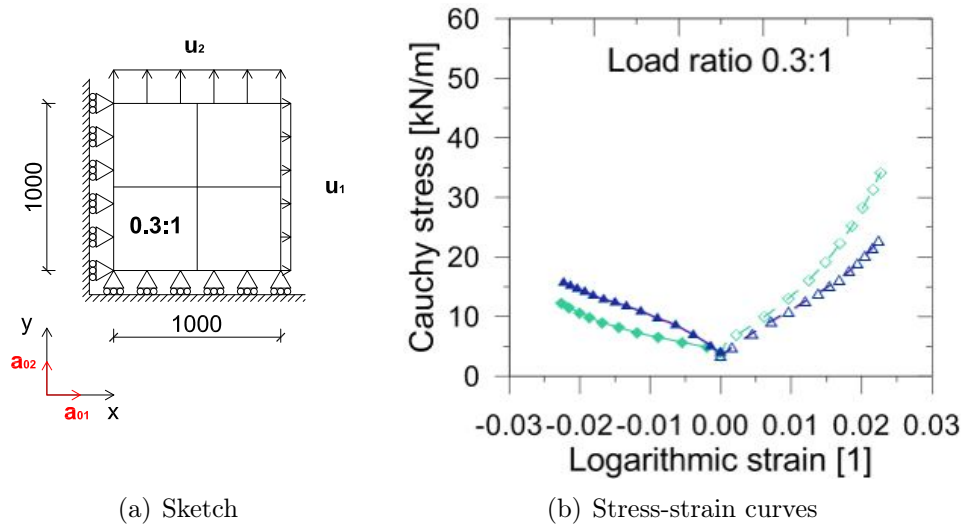 u₂
1000
u₁
0.3:1
1000
y
a₀₂
a₀₁
x
(a) Sketch
Load ratio 0.3:1
Cauchy stress [kN/m]
60
50
40
30
20
10
0
-0.03 -0.02 -0.01 0.00 0.01 0.02 0.03
Logarithmic strain [1]
(b) Stress-strain curves